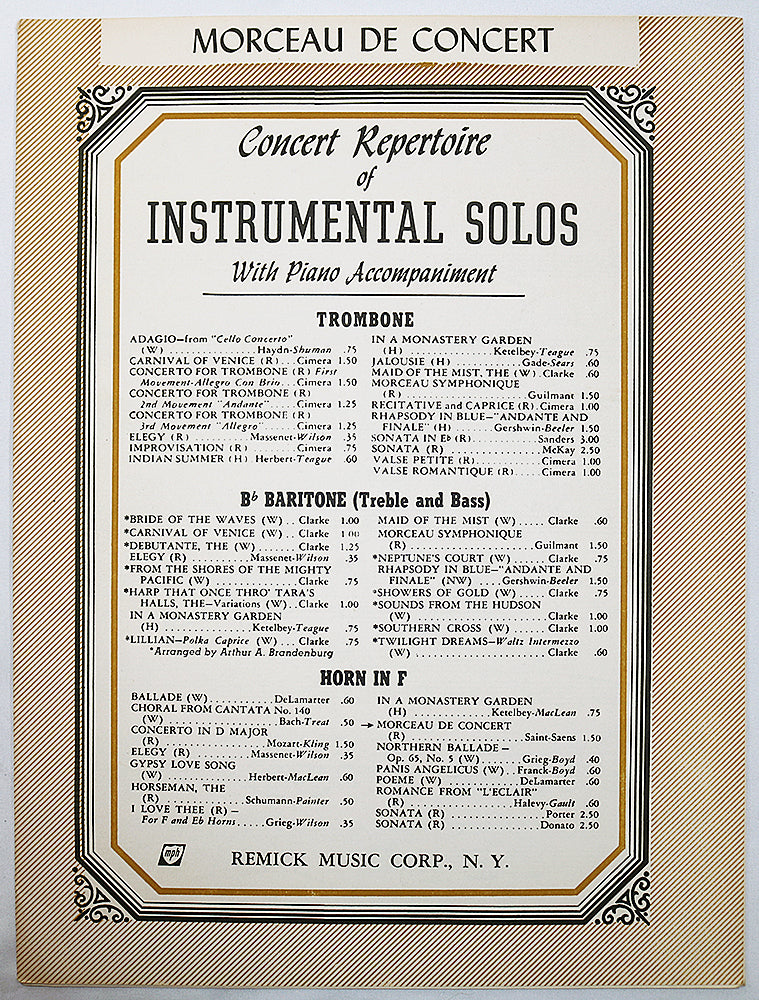 MORCEAU DE CONCERT
Concert Repertoire
of
INSTRUMENTAL SOLOS
With Piano Accompaniment
TROMBONE
ADAGIO—from "Cello Concerto"
(W) ............... Haydn-Shuman .75
CARNIVAL OF VENICE (R) ... Cimera 1.50
CONCERTO FOR TROMBONE (R) First
Movement-Allegro Con Brio ... Cimera 1.50
CONCERTO FOR TROMBONE (R)
2nd Movement "Andante" .... Cimera 1.25
CONCERTO FOR TROMBONE (R)
3rd Movement "Allegro" ..... Cimera 1.25
ELEGY (R) .......... Massenet-Wilson .35
IMPROVISATION (R) ........ Cimera .75
INDIAN SUMMER (H) Herbert-Teague .60
IN A MONASTERY GARDEN
(H) .............. Ketelbey-Teague .75
JALOUSIE (H) ............ Gade-Sears .60
MAID OF THE MIST, THE (W) .Clarke .60
MORCEAU SYMPHONIQUE
(R) ..................... Guilmant 1.50
RECITATIVE and CAPRICE (R) .Cimera 1.00
RHAPSODY IN BLUE—"ANDANTE AND
FINALE" (H) ..... Gershwin-Beeler 1.50
SONATA IN Eb (R) .......... Sanders 3.00
SONATA (R) ............... McKay 2.50
VALSE PETITE (R) .......... Cimera 1.00
VALSE ROMANTIQUE (R) ..... Cimera 1.00
Bb BARITONE (Treble and Bass)
*BRIDE OF THE WAVES (W) .. Clarke 1.00
*CARNIVAL OF VENICE (W) .. Clarke 1.00
*DEBUTANTE, THE (W) ....... Clarke 1.25
ELEGY (R) .......... Massenet-Wilson .35
*FROM THE SHORES OF THE MIGHTY
PACIFIC (W) ............... Clarke .75
*HARP THAT ONCE THRO' TARA'S
HALLS, THE—Variations (W) .. Clarke 1.00
IN A MONASTERY GARDEN
(H) .............. Ketelbey-Teague .75
*LILLIAN—Polka Caprice (W) ... Clarke .75
*Arranged by Arthur A. Brandenburg
MAID OF THE MIST (W) ..... Clarke .60
MORCEAU SYMPHONIQUE
(R) ..................... Guilmant 1.50
*NEPTUNE'S COURT (W) ...... Clarke .75
RHAPSODY IN BLUE—"ANDANTE AND
FINALE" (NW) .... Gershwin-Beeler 1.50
*SHOWERS OF GOLD (W) ...... Clarke .75
*SOUNDS FROM THE HUDSON
(W) ....................... Clarke 1.00
*SOUTHERN CROSS (W) ...... Clarke 1.00
*TWILIGHT DREAMS—Waltz Intermezzo
(W) ....................... Clarke .60
HORN IN F
BALLADE (W) ........... DeLamarter .60
CHORAL FROM CANTATA No. 140
(W) .................... Bach-Treat .50
CONCERTO IN D MAJOR
(R) .................. Mozart-Kling 1.50
ELEGY (R) .......... Massenet-Wilson .35
GYPSY LOVE SONG
(W) .............. Herbert-MacLean .60
HORSEMAN, THE
(R) .............. Schumann-Painter .50
I LOVE THEE (R) —
For F and Eb Horns ..... Grieg-Wilson .35
IN A MONASTERY GARDEN
(H) ............. Ketelbey-MacLean .75
→ MORCEAU DE CONCERT
(R) .................... Saint-Saens 1.50
NORTHERN BALLADE —
Op. 65, No. 5 (W) ....... Grieg-Boyd .40
PANIS ANGELICUS (W) .. Franck-Boyd .60
POEME (W) ............. DeLamarter .60
ROMANCE FROM "L'ECLAIR"
(R) .................. Halevy-Gault .60
SONATA (R) ................. Porter 2.50
SONATA (R) ................ Donato 2.50
mph
REMICK MUSIC CORP., N. Y.